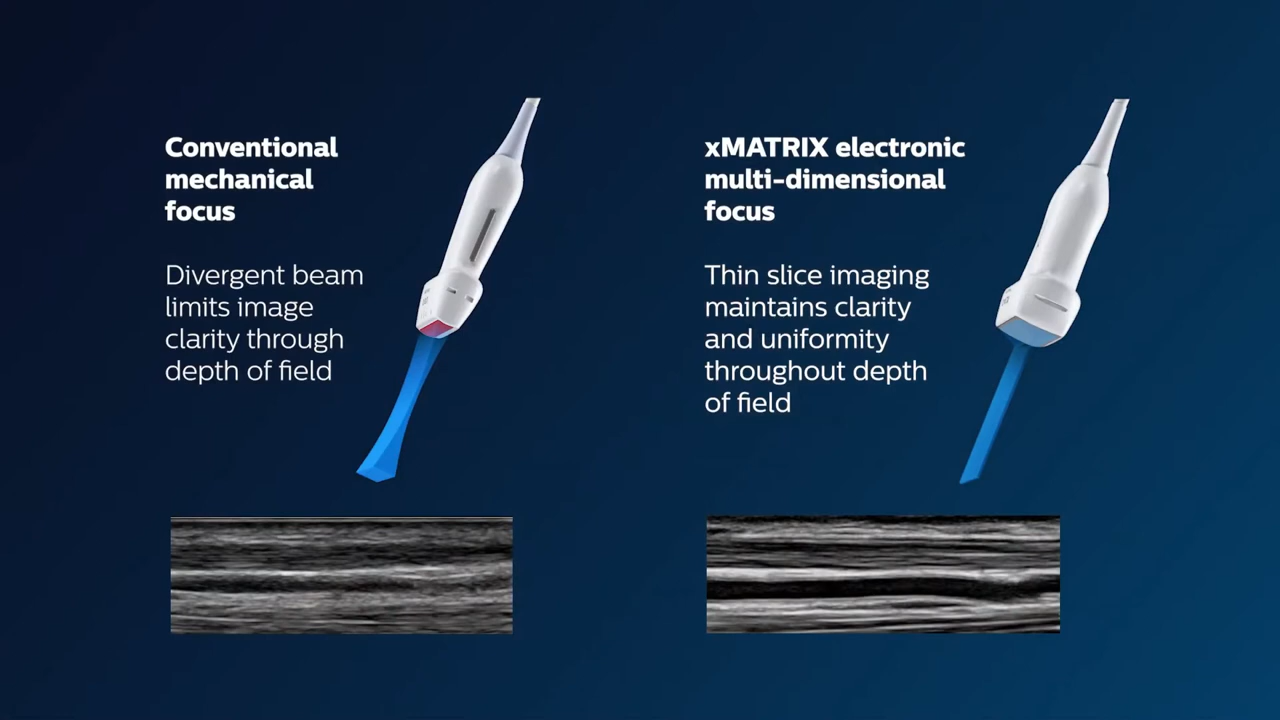 Conventional
mechanical
focus
Divergent beam
limits image
clarity through
depth of field
xMATRIX electronic
multi-dimensional
focus
Thin slice imaging
maintains clarity
and uniformity
throughout depth
of field